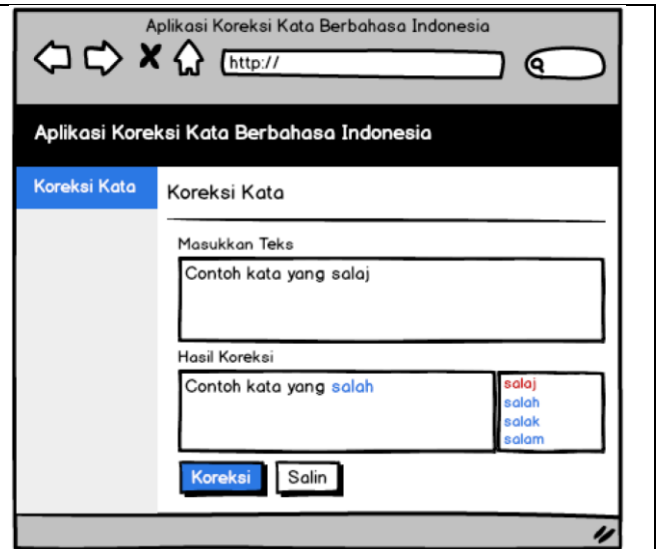 Aplikasi Koreksi Kata Berbahasa Indonesia
http://
Aplikasi Koreksi Kata Berbahasa Indonesia
Koreksi Kata
Koreksi Kata
Masukkan Teks
Contoh kata yang salaj
Hasil Koreksi
Contoh kata yang salah
salaj
salah
salak
salam
Koreksi
Salin